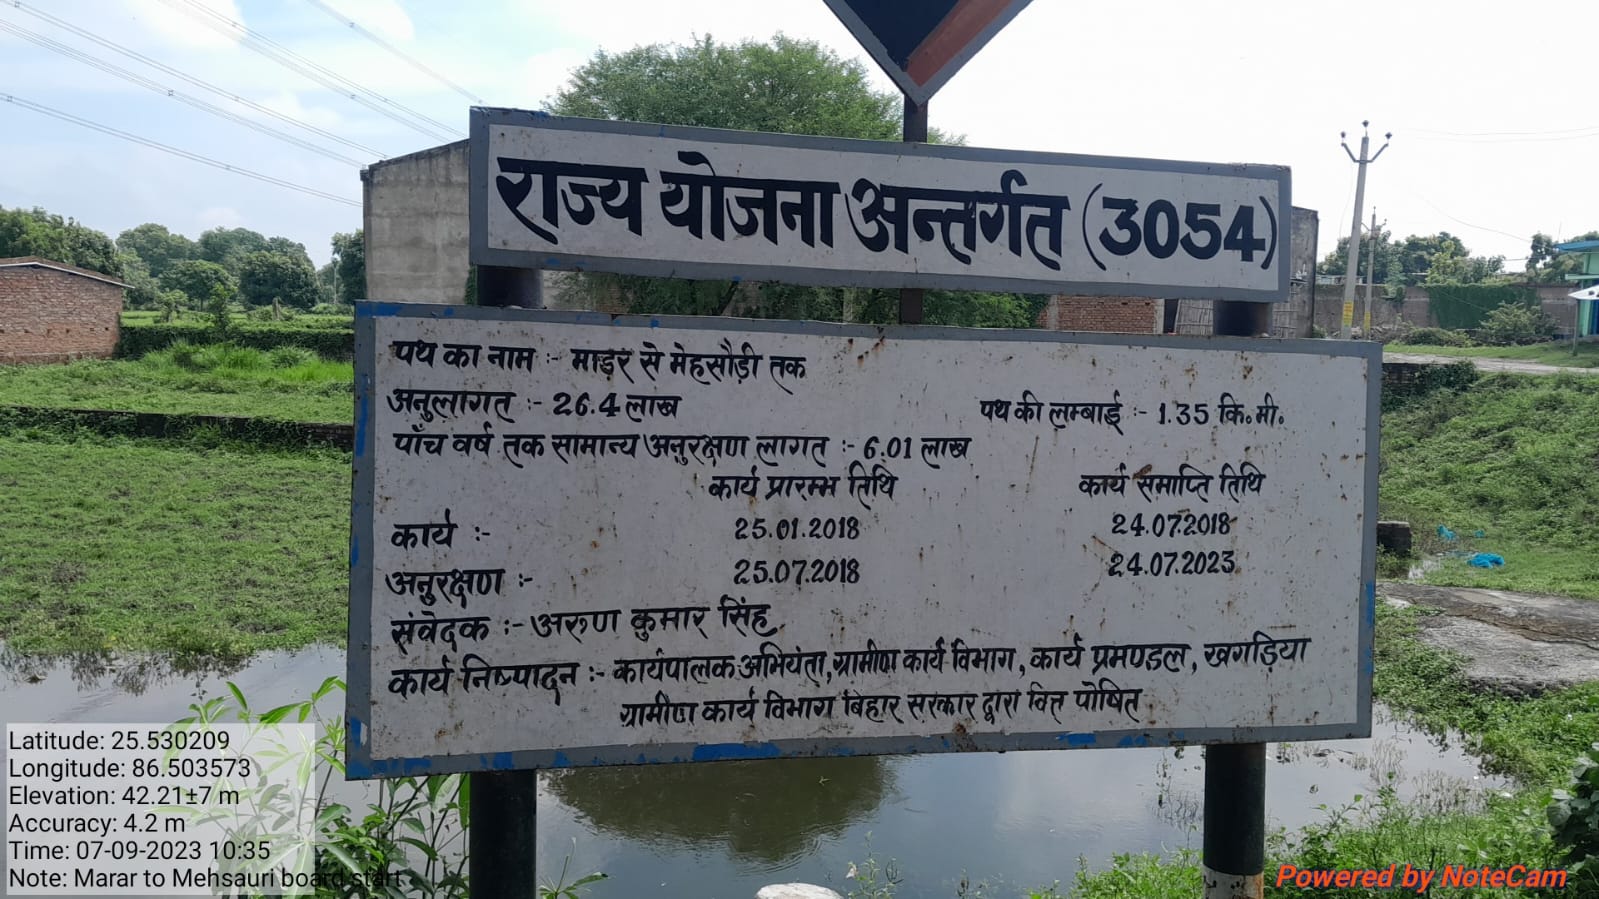 राज्य योजना अन्तर्गत (3054)
पथ का नाम :- माड़र से मेहसौड़ी तक
अनुलागत :- 26.4 लाख पथ की लम्बाई :- 1.35 कि॰मी॰
पाँच वर्ष तक सामान्य अनुरक्षण लागत :- 6.01 लाख
कार्य प्रारम्भ तिथि कार्य समाप्ति तिथि
कार्य :- 25.01.2018 24.07.2018
अनुरक्षण :- 25.07.2018 24.07.2023
संवेदक :- अरुण कुमार सिंह
कार्य निष्पादन :- कार्यपालक अभियंता, ग्रामीण कार्य विभाग, कार्य प्रमण्डल, खगड़िया
ग्रामीण कार्य विभाग बिहार सरकार द्वारा वित्त पोषित
Latitude: 25.530209
Longitude: 86.503573
Elevation: 42.21±7 m
Accuracy: 4.2 m
Time: 07-09-2023 10:35
Note: Marar to Mehsauri board start
Powered by NoteCam